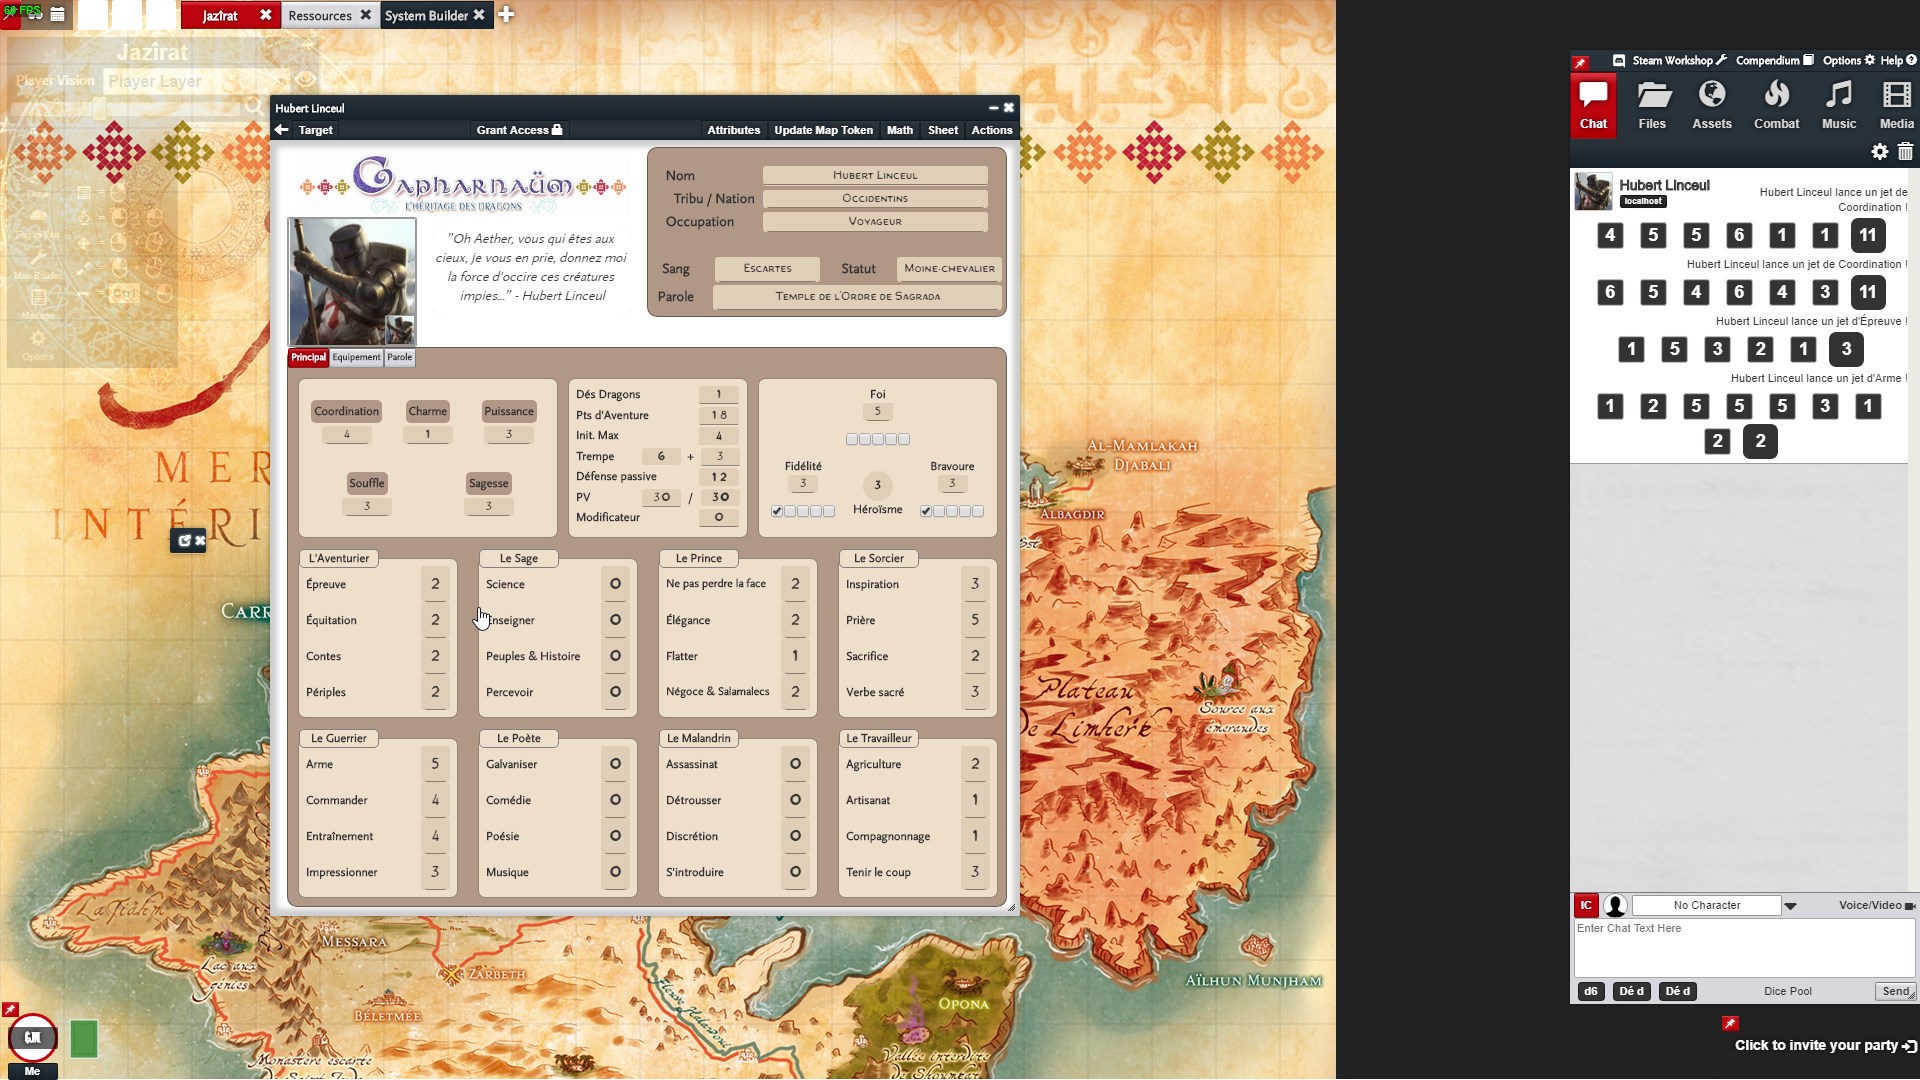 60 FPS
Jazîrat
Ressources
System Builder
Jazîrat
Player Vision
Player Layer
Steam Workshop
Compendium
Options
Help
Chat
Files
Assets
Combat
Music
Media
Hubert Linceul
Target
Grant Access
Attributes
Update Map Token
Math
Sheet
Actions
Capharnaüm
L'HÉRITAGE DES DRAGONS
"Oh Aether, vous qui êtes aux
cieux, je vous en prie, donnez moi
la force d'occire ces créatures
impies..." - Hubert Linceul
Nom
Hubert Linceul
Tribu / Nation
Occidentins
Occupation
Voyageur
Sang
Escartes
Statut
Moine-chevalier
Parole
Temple de l'Ordre de Sagrada
Principal
Equipement
Parole
Coordination
4
Charme
1
Puissance
3
Souffle
3
Sagesse
3
Dés Dragons 1
Pts d'Aventure 18
Init. Max 4
Trempe 6 + 3
Défense passive 12
PV 30 / 30
Modificateur 0
Foi
5
Fidélité
3
3
Héroïsme
Bravoure
3
L'Aventurier
Épreuve 2
Équitation 2
Contes 2
Périples 2
Le Sage
Science 0
Enseigner 0
Peuples & Histoire 0
Percevoir 0
Le Prince
Ne pas perdre la face 2
Élégance 2
Flatter 1
Négoce & Salamalecs 2
Le Sorcier
Inspiration 3
Prière 5
Sacrifice 2
Verbe sacré 3
Le Guerrier
Arme 5
Commander 4
Entraînement 4
Impressionner 3
Le Poète
Galvaniser 0
Comédie 0
Poésie 0
Musique 0
Le Malandrin
Assassinat 0
Détrousser 0
Discrétion 0
S'introduire 0
Le Travailleur
Agriculture 2
Artisanat 1
Compagnonnage 1
Tenir le coup 3
Options
MER
INTÉRI
CARR
AL-MAMLAKAH
DJABALI
ALBAGDIR
Plateau
de Limherk
Source aux
émeraudes
AÏLHUN MUNJHAM
Lac aux
génies
MESSARA
ZARBETH
BÉLETMÉE
Monastère escarte
OPONA
Vallée interdite
Hubert Linceul
localhost
Hubert Linceul lance un jet de
Coordination !
4 5 5 6 1 1 11
Hubert Linceul lance un jet de Coordination !
6 5 4 6 4 3 11
Hubert Linceul lance un jet d'Épreuve !
1 5 3 2 1 3
Hubert Linceul lance un jet d'Arme !
1 2 5 5 5 3 1
2 2
IC
No Character
Voice/Video
Enter Chat Text Here
d6
Dé d
Dé d
Dice Pool
Send
Click to invite your party
GM
Me